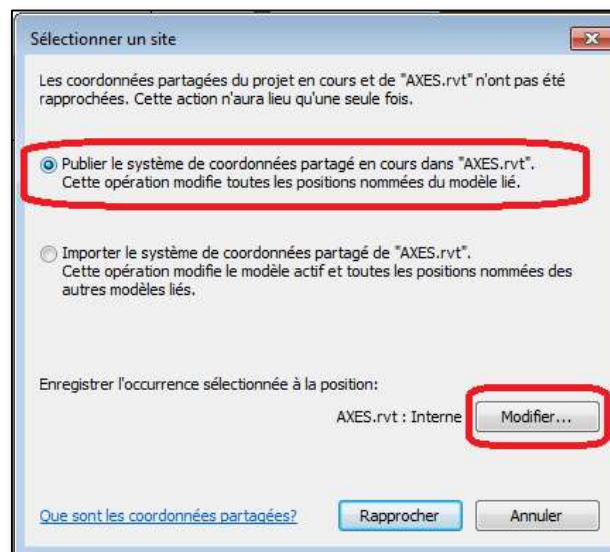 Sélectionner un site
Les coordonnées partagées du projet en cours et de "AXES.rvt" n'ont pas été
rapprochées. Cette action n'aura lieu qu'une seule fois.
Publier le système de coordonnées partagé en cours dans "AXES.rvt".
Cette opération modifie toutes les positions nommées du modèle lié.
Importer le système de coordonnées partagé de "AXES.rvt".
Cette opération modifie le modèle actif et toutes les positions nommées des
autres modèles liés.
Enregistrer l'occurrence sélectionnée à la position:
AXES.rvt : Interne Modifier...
Que sont les coordonnées partagées? Rapprocher Annuler